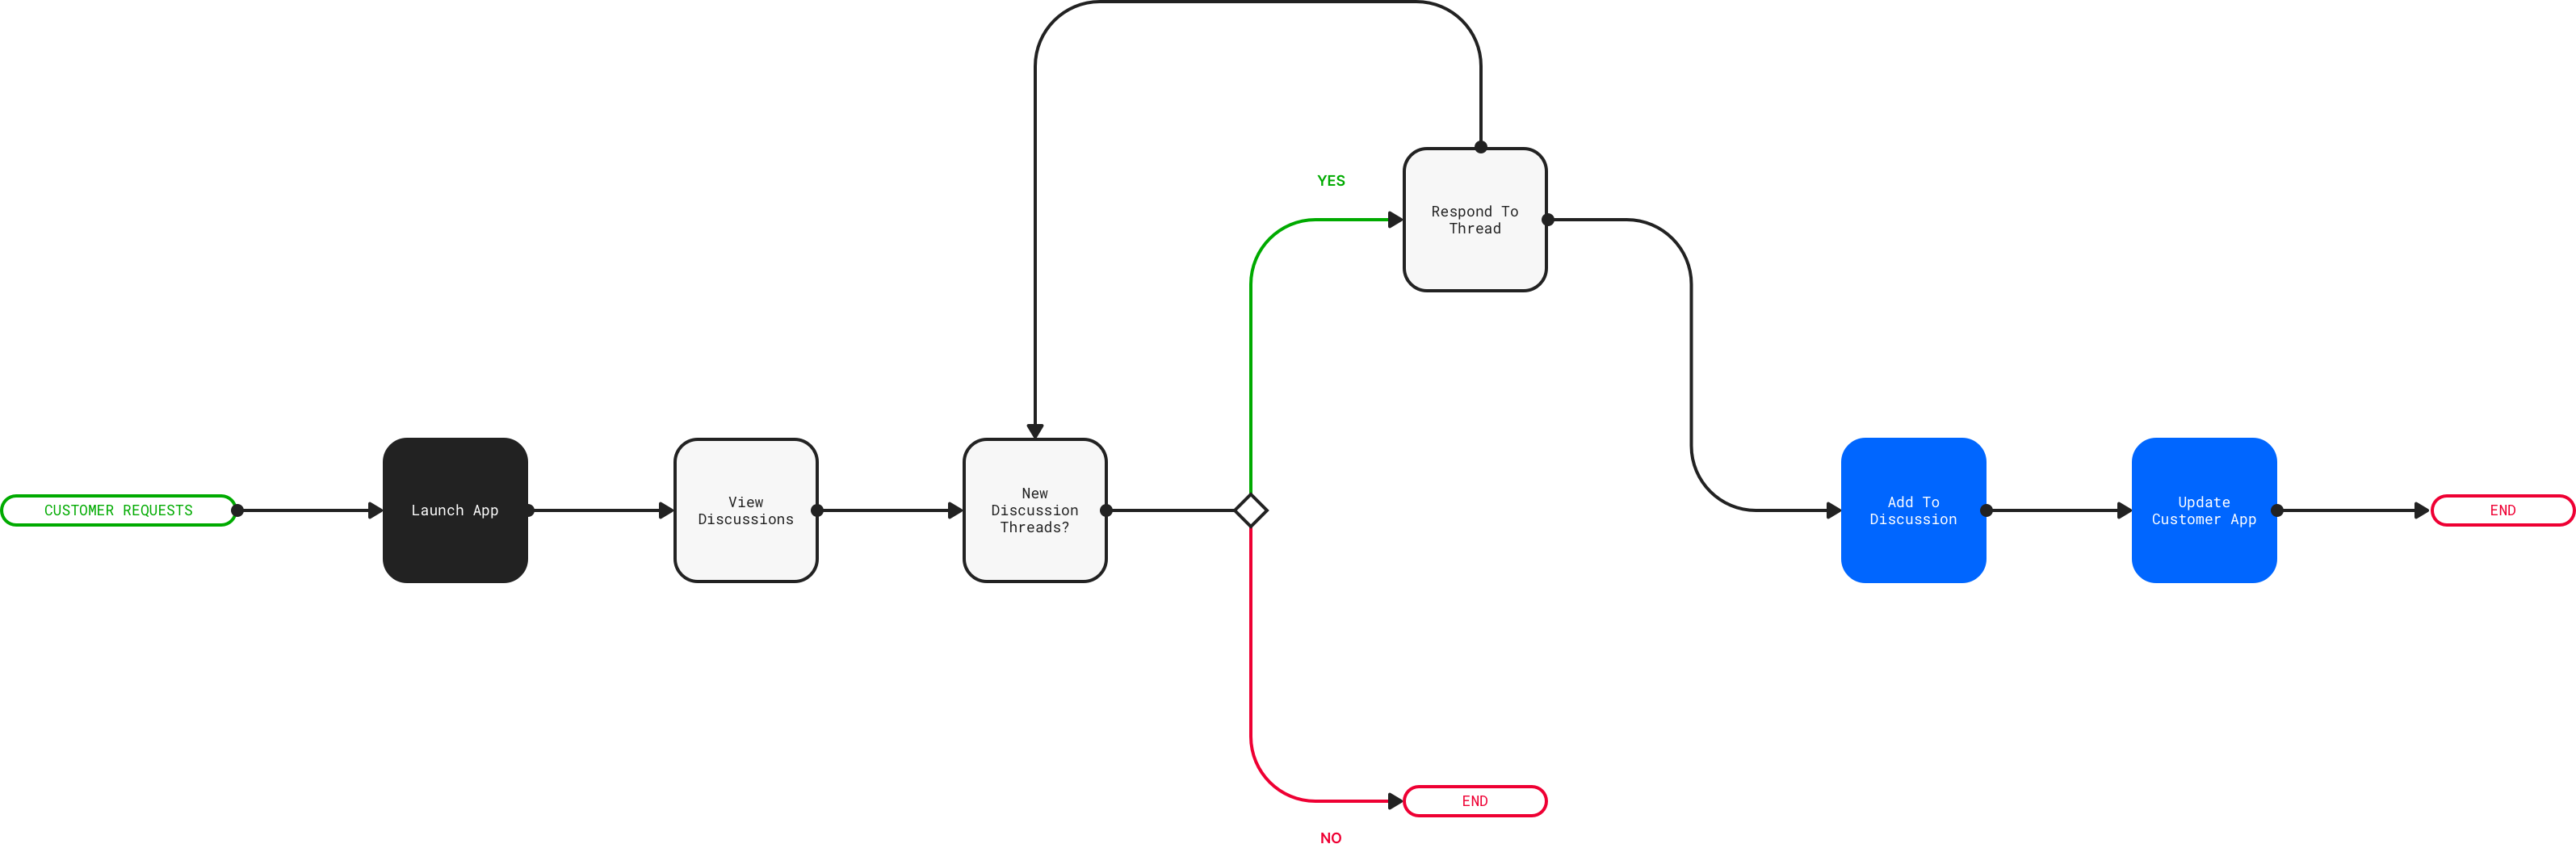 YES
Respond To
Thread
CUSTOMER REQUESTS
Launch App
View
Discussions
New
Discussion
Threads?
Add To
Discussion
Update
Customer App
END
END
NO